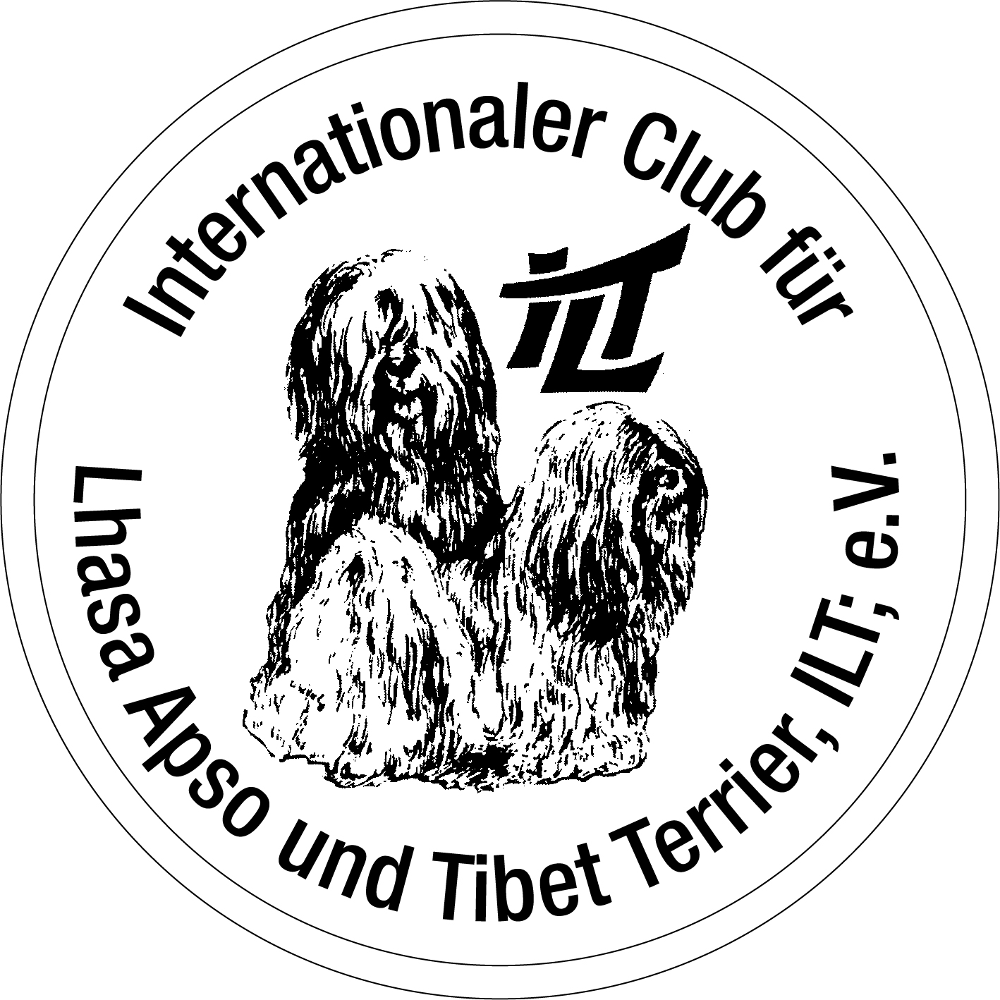 Internationaler Club für
ILT
Lhasa Apso und Tibet Terrier, ILT; e.V.